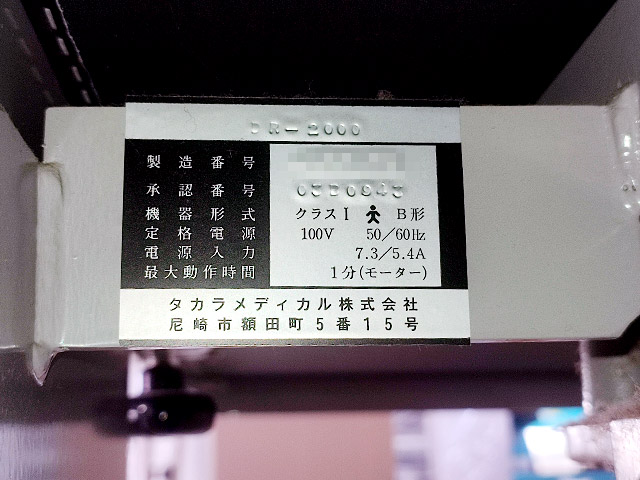 DR-2000
製造番号
承認番号 03B0943
機器形式 クラスI B形
定格電源 100V 50/60Hz
電源入力 7.3/5.4A
最大動作時間 1分(モーター)
タカラメディカル株式会社
尼崎市額田町5番15号